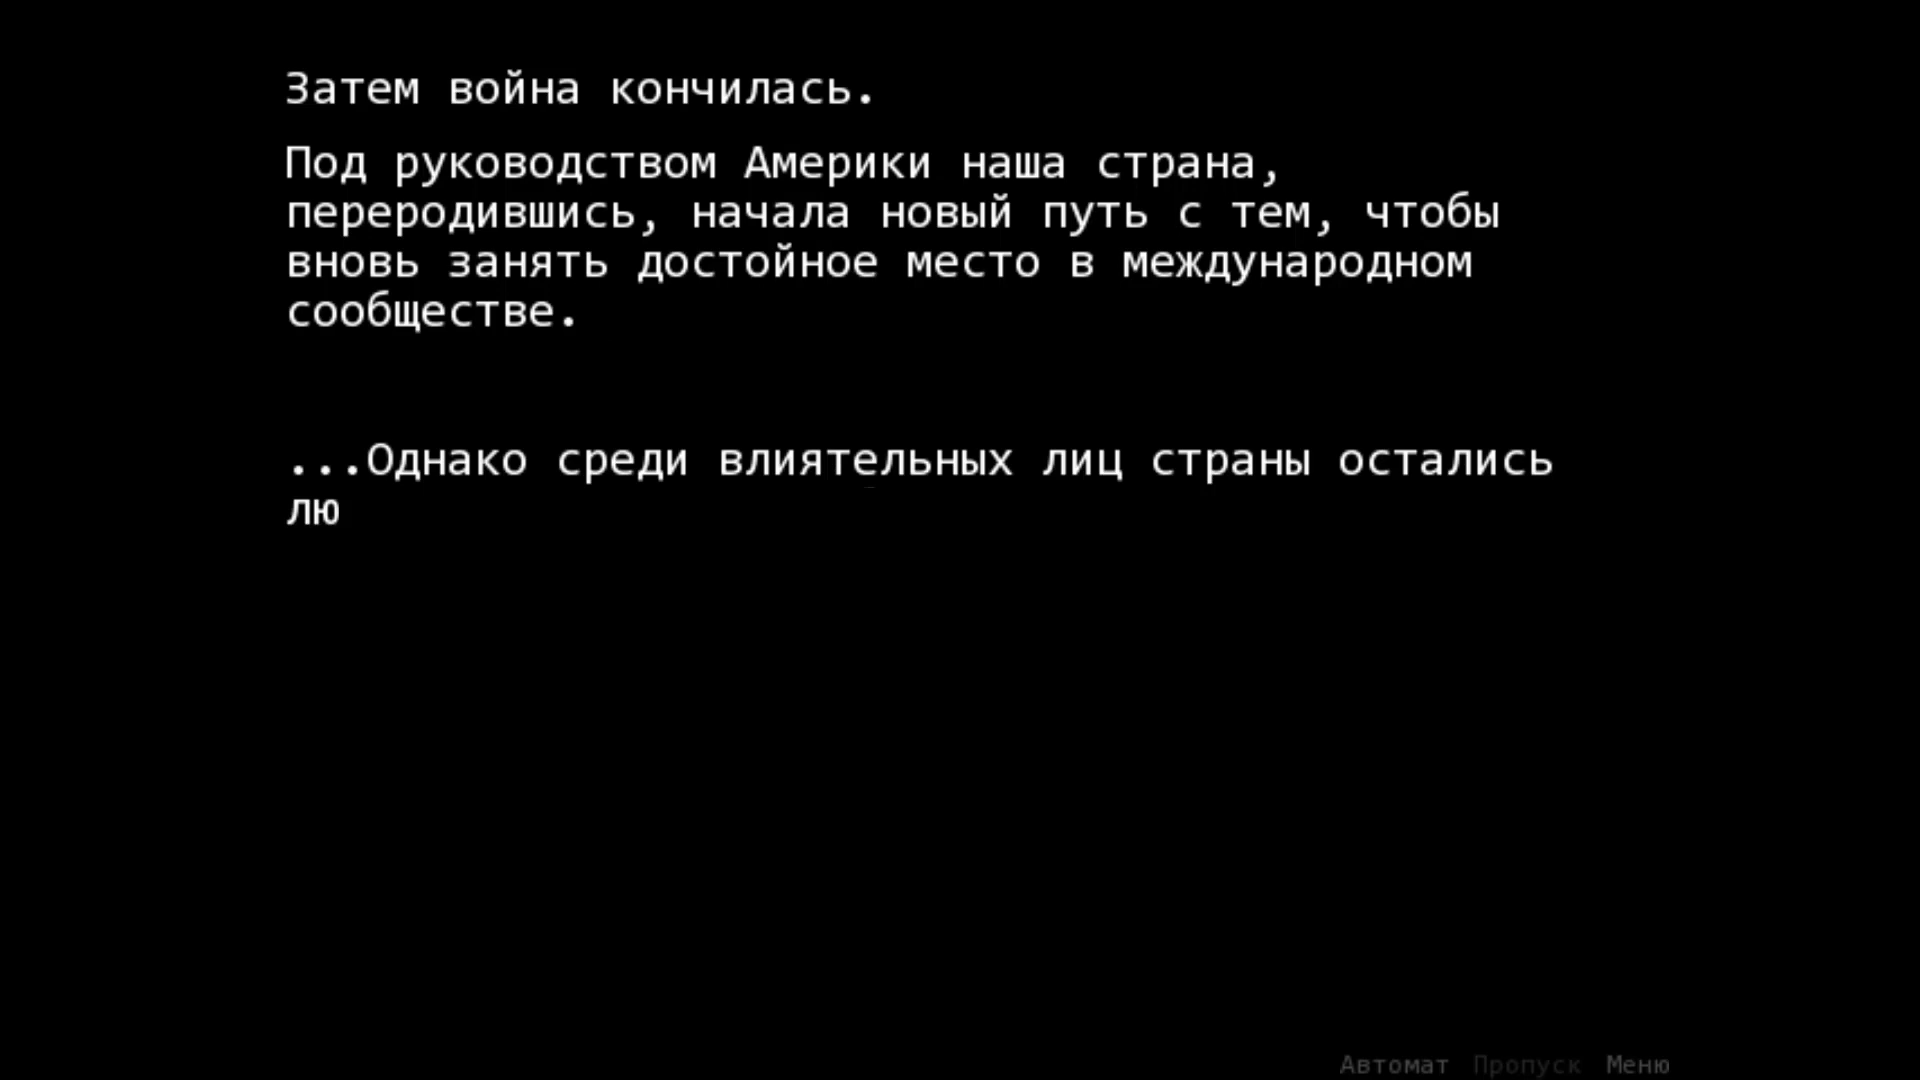 Затем война кончилась.
Под руководством Америки наша страна,
переродившись, начала новый путь с тем, чтобы
вновь занять достойное место в международном
сообществе.
...Однако среди влиятельных лиц страны остались
лю
Автомат Пропуск Меню